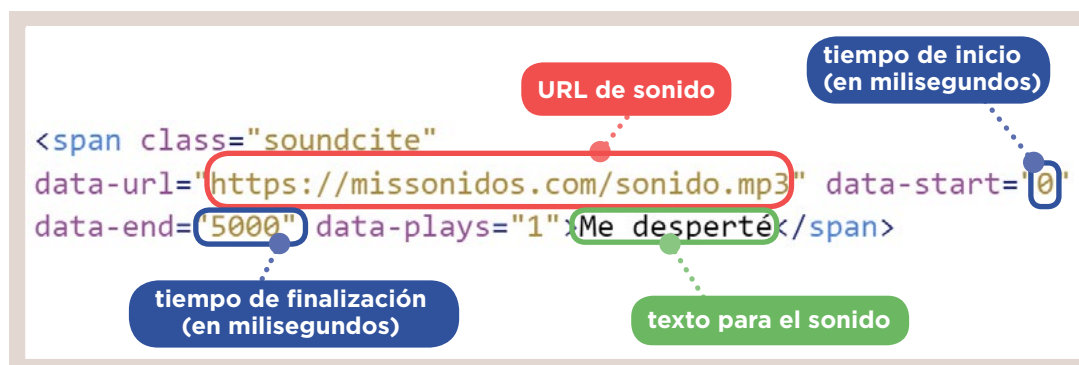 tiempo de inicio
(en milisegundos)
URL de sonido
<span class="soundcite"
data-url="https://missonidos.com/sonido.mp3" data-start="0"
data-end="5000" data-plays="1">Me desperté</span>
tiempo de finalización
(en milisegundos)
texto para el sonido